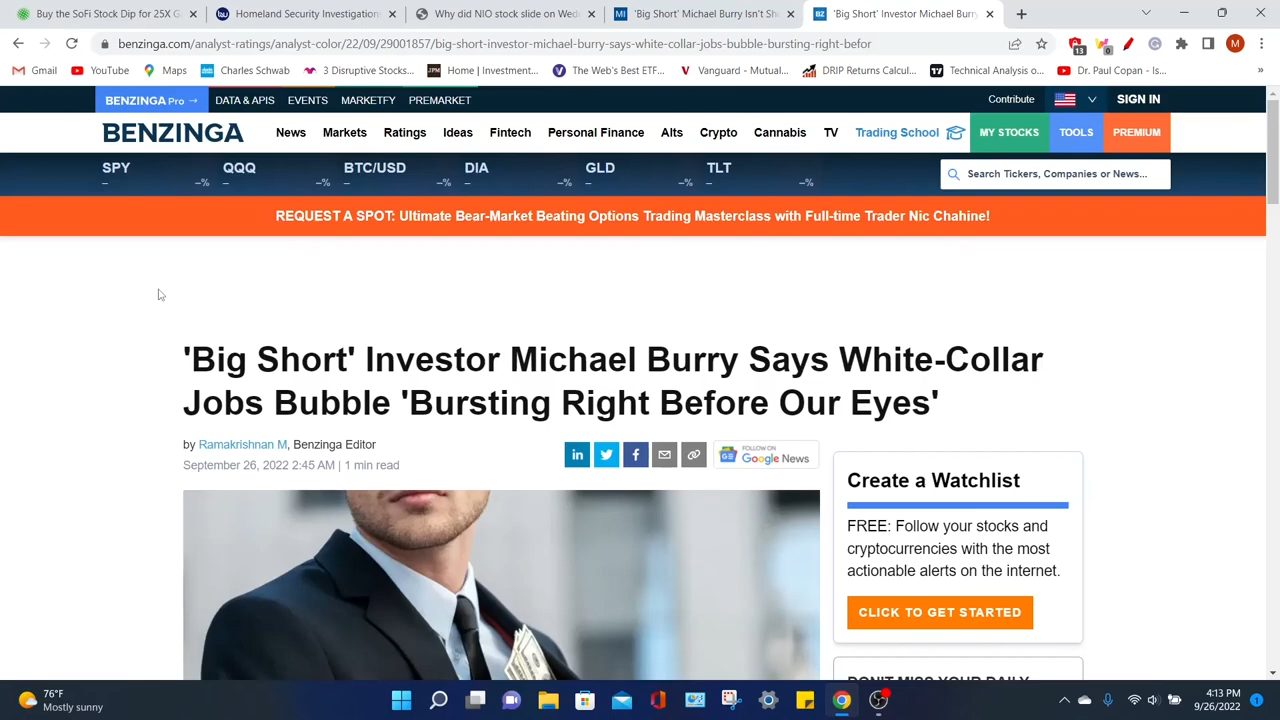 Buy the SoFi Stock Dip for 25X G
Homeland Security Investigation
Why did NIO stock slide on Wed
'Big Short' Michael Burry Isn't Sh
'Big Short' Investor Michael Burry
benzinga.com/analyst-ratings/analyst-color/22/09/29001857/big-short-investor-michael-burry-says-white-collar-jobs-bubble-bursting-right-befor
13
0
M
Gmail
YouTube
Maps
Charles Schwab
3 Disruptive Stocks...
Home | Investment...
The Web's Best ETF...
Vanguard - Mutual...
DRIP Returns Calcul...
Technical Analysis o...
Dr. Paul Copan - Is...
»
BENZINGA Pro →
DATA & APIS
EVENTS
MARKETFY
PREMARKET
Contribute
SIGN IN
BENZINGA
News
Markets
Ratings
Ideas
Fintech
Personal Finance
Alts
Crypto
Cannabis
TV
Trading School
MY STOCKS
TOOLS
PREMIUM
SPY
– –%
QQQ
– –%
BTC/USD
– –%
DIA
– –%
GLD
– –%
TLT
– –%
Search Tickers, Companies or News...
REQUEST A SPOT: Ultimate Bear-Market Beating Options Trading Masterclass with Full-time Trader Nic Chahine!
'Big Short' Investor Michael Burry Says White-Collar
Jobs Bubble 'Bursting Right Before Our Eyes'
by Ramakrishnan M, Benzinga Editor
September 26, 2022 2:45 AM | 1 min read
FOLLOW ON
Google News
Create a Watchlist
FREE: Follow your stocks and
cryptocurrencies with the most
actionable alerts on the internet.
CLICK TO GET STARTED
DON'T MISS YOUR DAILY
76°F
Mostly sunny
4:13 PM
9/26/2022
1